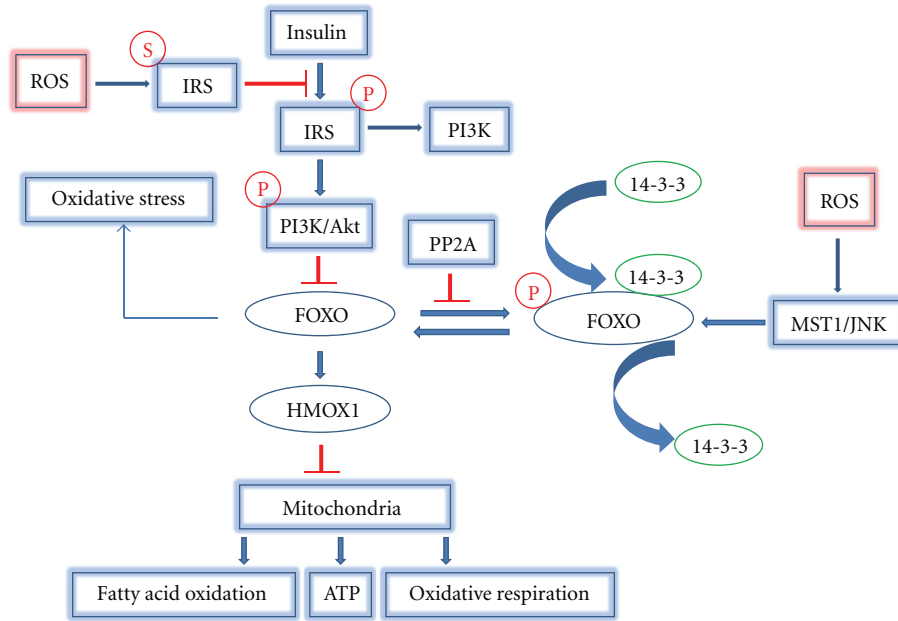 Insulin
S
ROS
IRS
P
IRS
PI3K
P
14-3-3
Oxidative stress
ROS
PI3K/Akt
PP2A
14-3-3
P
FOXO
FOXO
MST1/JNK
HMOX1
14-3-3
Mitochondria
Fatty acid oxidation
ATP
Oxidative respiration